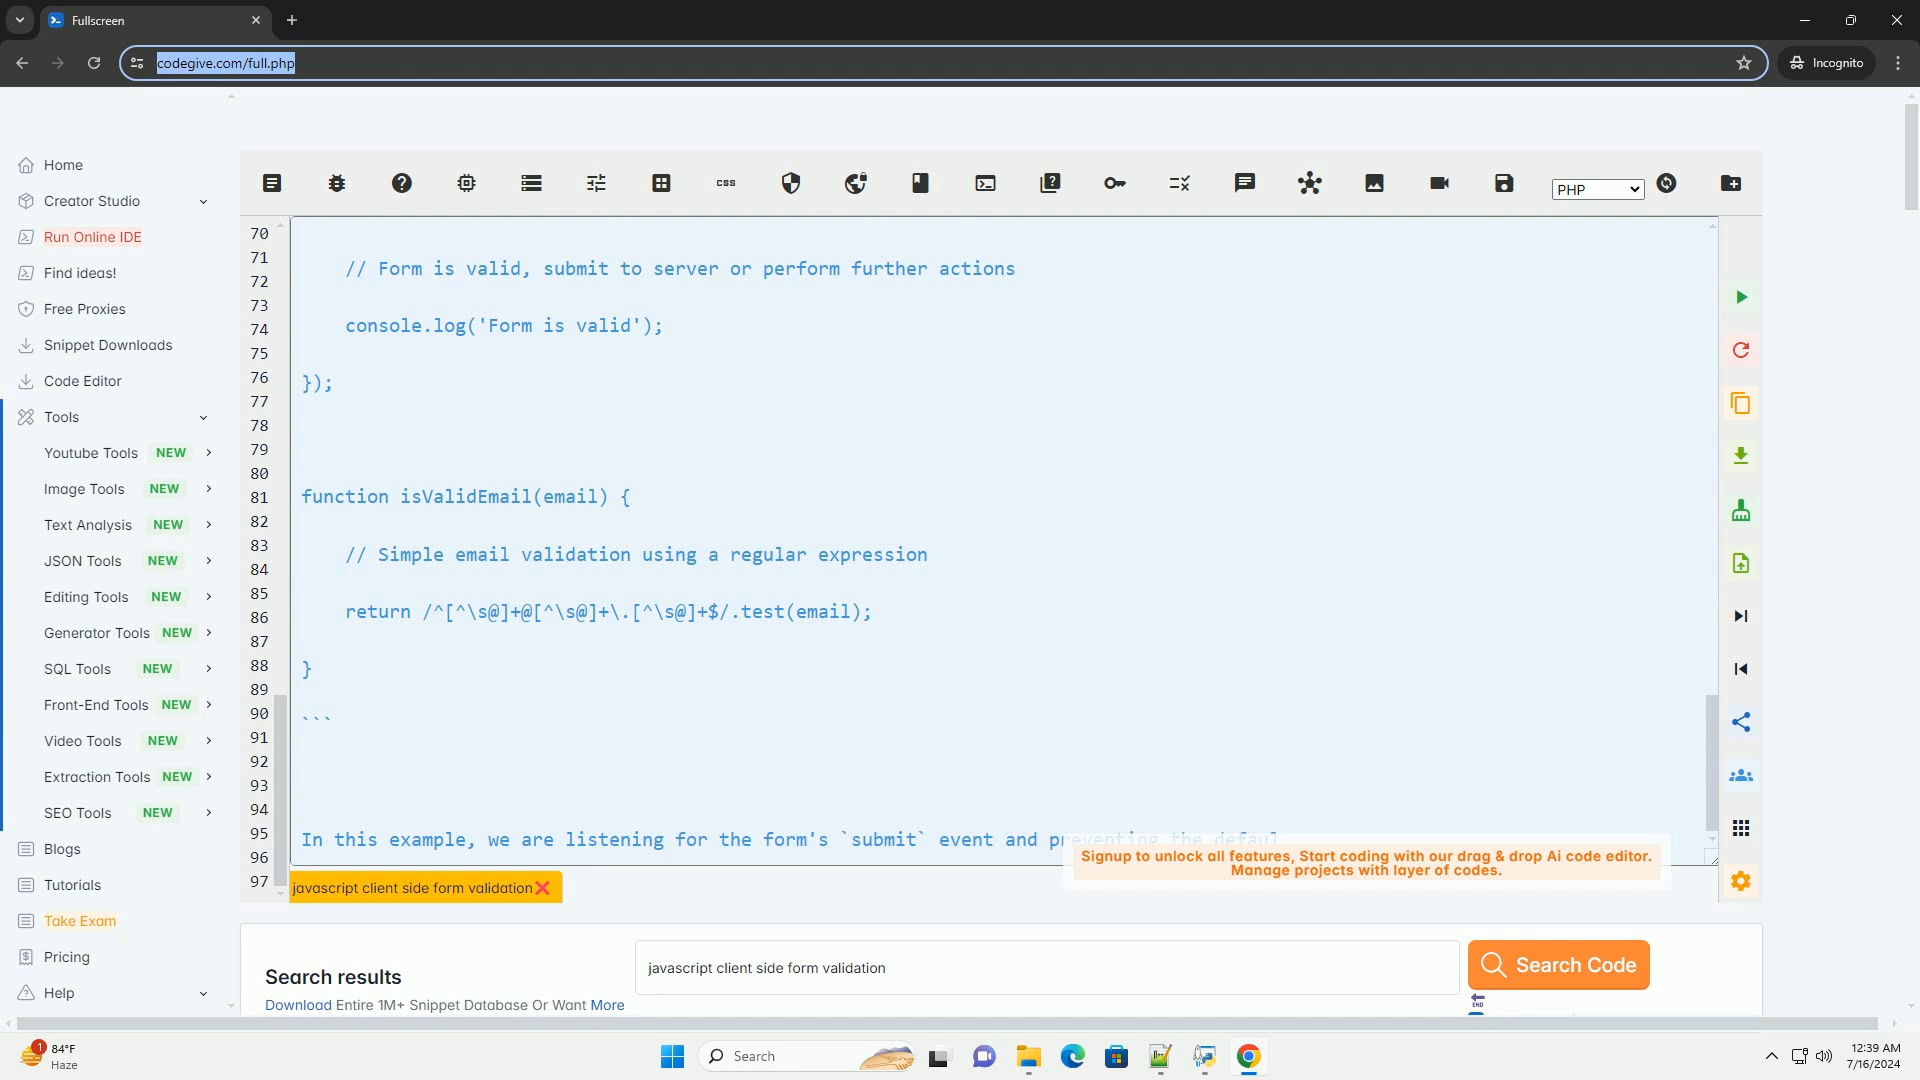 Fullscreen
codegive.com/full.php
Incognito
Home
Creator Studio
Run Online IDE
Find ideas!
Free Proxies
Snippet Downloads
Code Editor
Tools
Youtube Tools NEW
Image Tools NEW
Text Analysis NEW
JSON Tools NEW
Editing Tools NEW
Generator Tools NEW
SQL Tools NEW
Front-End Tools NEW
Video Tools NEW
Extraction Tools NEW
SEO Tools NEW
Blogs
Tutorials
Take Exam
Pricing
Help
css
PHP
70
71
72
73
74
75
76
77
78
79
80
81
82
83
84
85
86
87
88
89
90
91
92
93
94
95
96
97
// Form is valid, submit to server or perform further actions
console.log('Form is valid');
});
function isValidEmail(email) {
// Simple email validation using a regular expression
return /^[^\s@]+@[^\s@]+\.[^\s@]+$/.test(email);
}
```
In this example, we are listening for the form's `submit` event and preventing the defaul
Signup to unlock all features, Start coding with our drag & drop Ai code editor.
Manage projects with layer of codes.
javascript client side form validation
Search results
Download Entire 1M+ Snippet Database Or Want More
javascript client side form validation
Search Code
END
1
84°F
Haze
Search
12:39 AM
7/16/2024